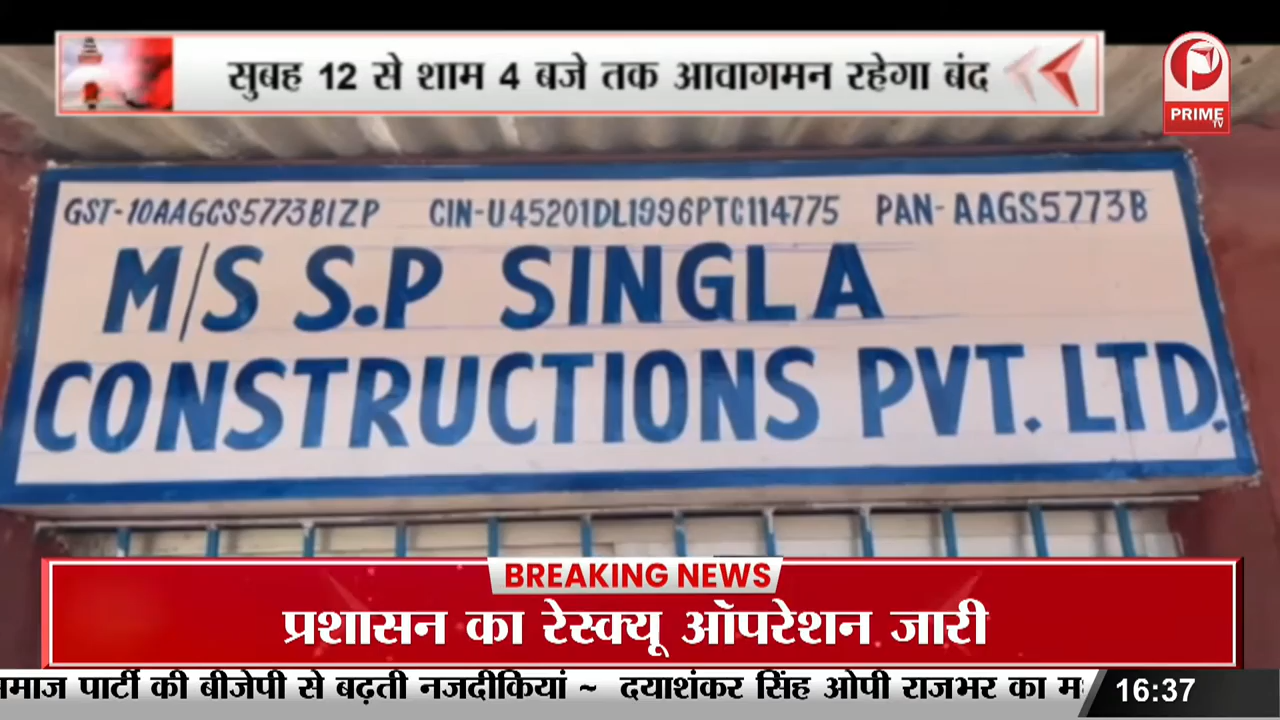 सुबह 12 से शाम 4 बजे तक आवागमन रहेगा बंद
PRIME
TV
GST-10AAGCS5773B1ZP CIN-U45201DL1996PTC114775 PAN-AAGS5773B
M/S S.P SINGLA
CONSTRUCTIONS PVT. LTD.
BREAKING NEWS
प्रशासन का रेस्क्यू ऑपरेशन जारी
पार्टी की बीजेपी से बढ़ती नजदीकियां ~ दयाशंकर सिंह ओपी राजभर का
16:37